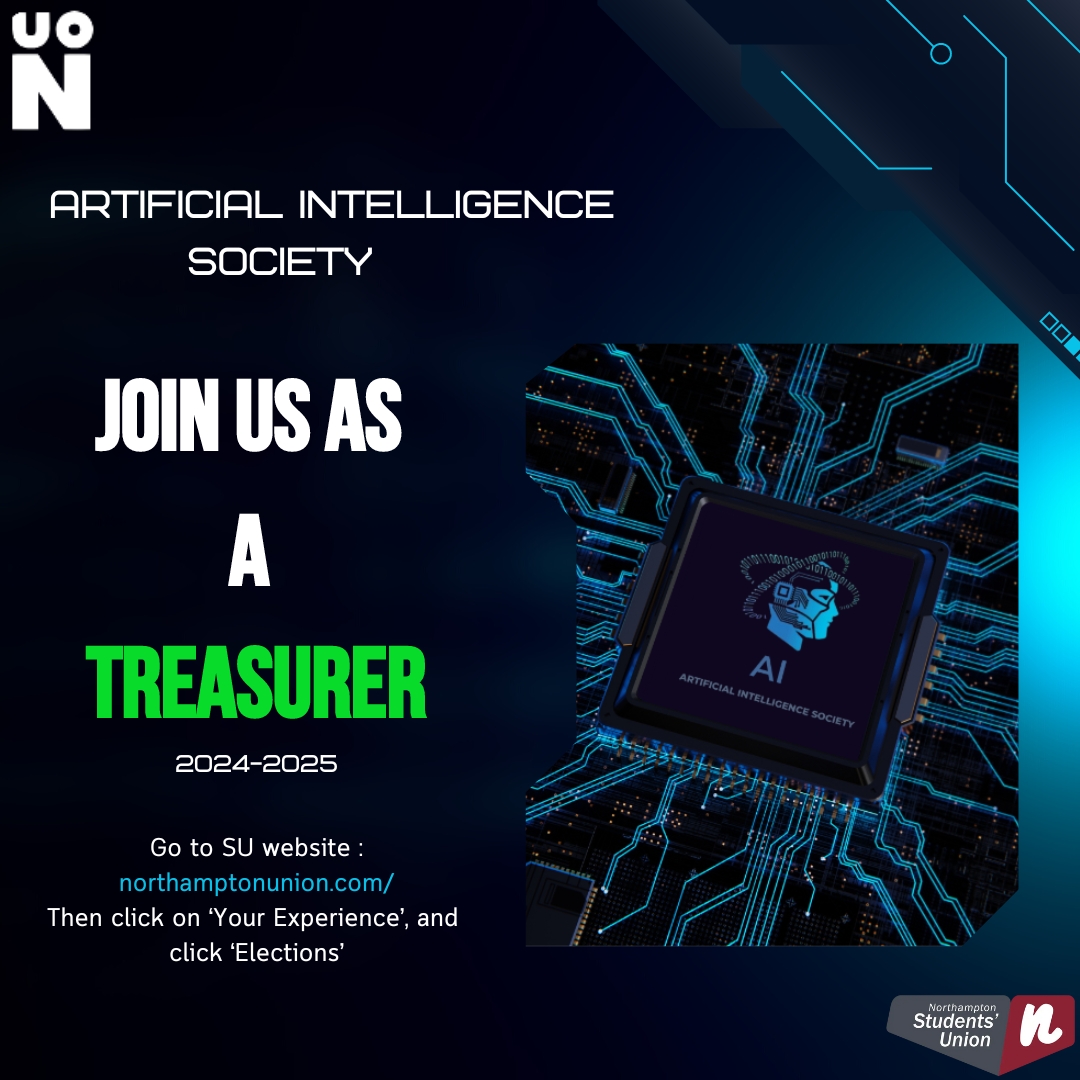 UO
N
ARTIFICIAL INTELLIGENCE
SOCIETY
JOIN US AS
A
TREASURER
2024-2025
Go to SU website :
northamptonunion.com/
Then click on ‘Your Experience’, and
click ‘Elections’
AI
ARTIFICIAL INTELLIGENCE SOCIETY
Northampton
Students’
Union
n